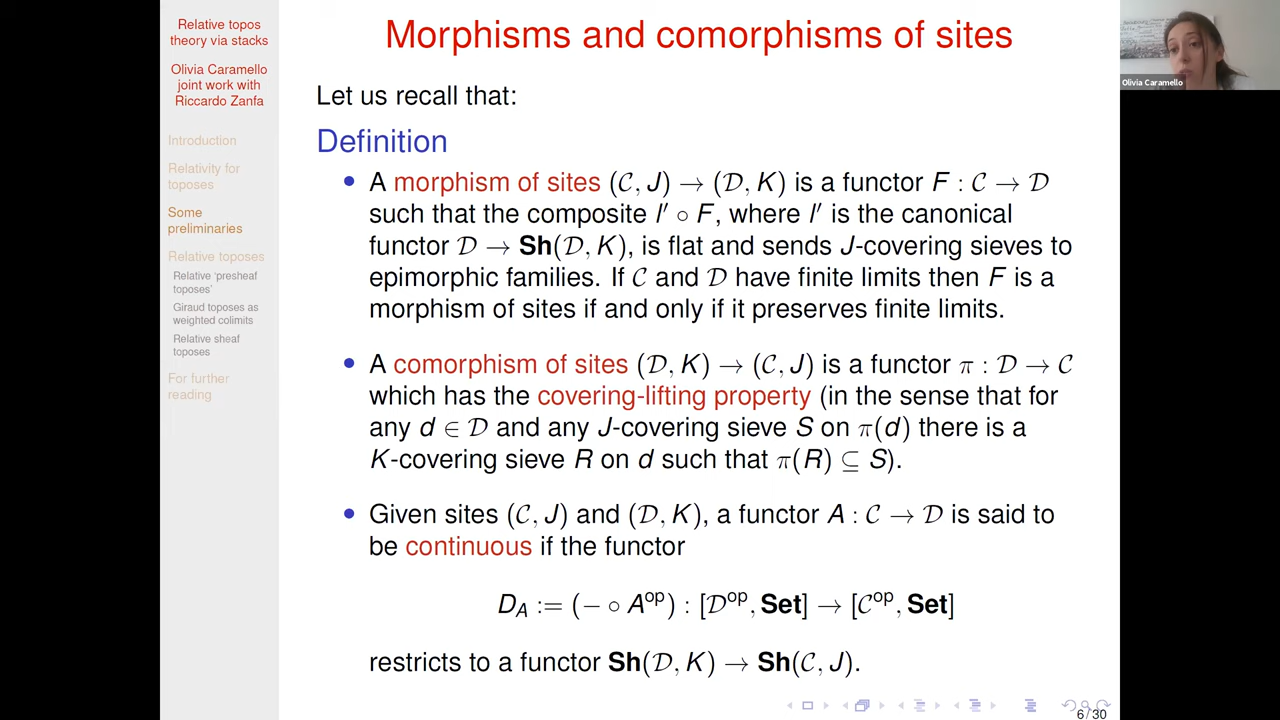 Relative topos
theory via stacks
Olivia Caramello
joint work with
Riccardo Zanfa
Introduction
Relativity for
toposes
Some
preliminaries
Relative toposes
Relative ‘presheaf
toposes’
Giraud toposes as
weighted colimits
Relative sheaf
toposes
For further
reading
Morphisms and comorphisms of sites
Let us recall that:
Definition
• A morphism of sites (𝒞, J) → (𝒟, K) is a functor F : 𝒞 → 𝒟
such that the composite l′ ∘ F, where l′ is the canonical
functor 𝒟 → Sh(𝒟, K), is flat and sends J-covering sieves to
epimorphic families. If 𝒞 and 𝒟 have finite limits then F is a
morphism of sites if and only if it preserves finite limits.
• A comorphism of sites (𝒟, K) → (𝒞, J) is a functor π : 𝒟 → 𝒞
which has the covering-lifting property (in the sense that for
any d ∈ 𝒟 and any J-covering sieve S on π(d) there is a
K-covering sieve R on d such that π(R) ⊆ S).
• Given sites (𝒞, J) and (𝒟, K), a functor A : 𝒞 → 𝒟 is said to
be continuous if the functor
D_A := (− ∘ A^op) : [𝒟^op, Set] → [𝒞^op, Set]
restricts to a functor Sh(𝒟, K) → Sh(𝒞, J).
6 / 30
Olivia Caramello